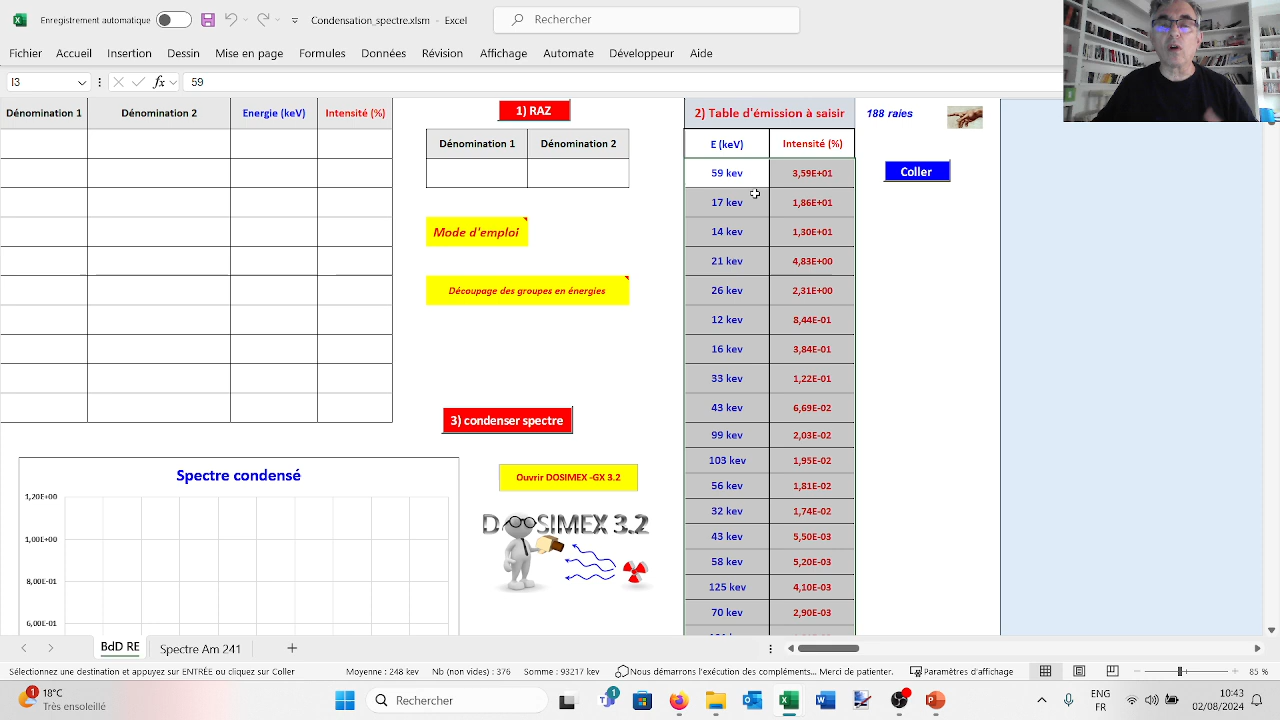 Enregistrement automatique
Condensation_spectre.xlsm - Excel
Rechercher
Fichier Accueil Insertion Dessin Mise en page Formules Données Révision Affichage Automate Développeur Aide
I3 fx 59
Dénomination 1 Dénomination 2 Energie (keV) Intensité (%)
1) RAZ
Dénomination 1 Dénomination 2
Mode d'emploi
Découpage des groupes en énergies
3) condenser spectre
Ouvrir DOSIMEX -GX 3.2
DOSIMEX 3.2
2) Table d'émission à saisir
188 raies
Coller
E (keV) Intensité (%)
59 kev 3,59E+01
17 kev 1,86E+01
14 kev 1,30E+01
21 kev 4,83E+00
26 kev 2,31E+00
12 kev 8,44E-01
16 kev 3,84E-01
33 kev 1,22E-01
43 kev 6,69E-02
99 kev 2,03E-02
103 kev 1,95E-02
56 kev 1,81E-02
32 kev 1,74E-02
43 kev 5,50E-03
58 kev 5,20E-03
125 kev 4,10E-03
70 kev 2,90E-03
Spectre condensé
1,20E+00
1,00E+00
8,00E-01
6,00E-01
BdD RE Spectre Am 241
Sélectionnez la destination et appuyez sur ENTRÉE ou cliquez sur Coller
Moyenne : 248 kev Nb (non vides) : 376 Somme : 93217 kev
Nous démarrons l'exécution de compléments... Merci de patienter.
Paramètres d'affichage
85 %
1
18°C
Très ensoleillé
Rechercher
1
ENG
FR
10:43
02/08/2024